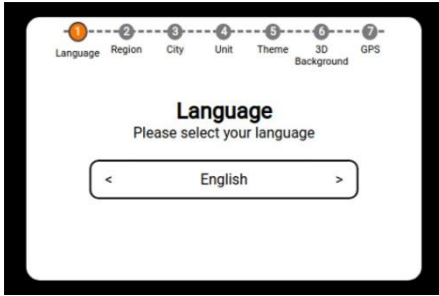 1 2 3 4 5 6 7
Language Region City Unit Theme 3D Background GPS
Language
Please select your language
< English >